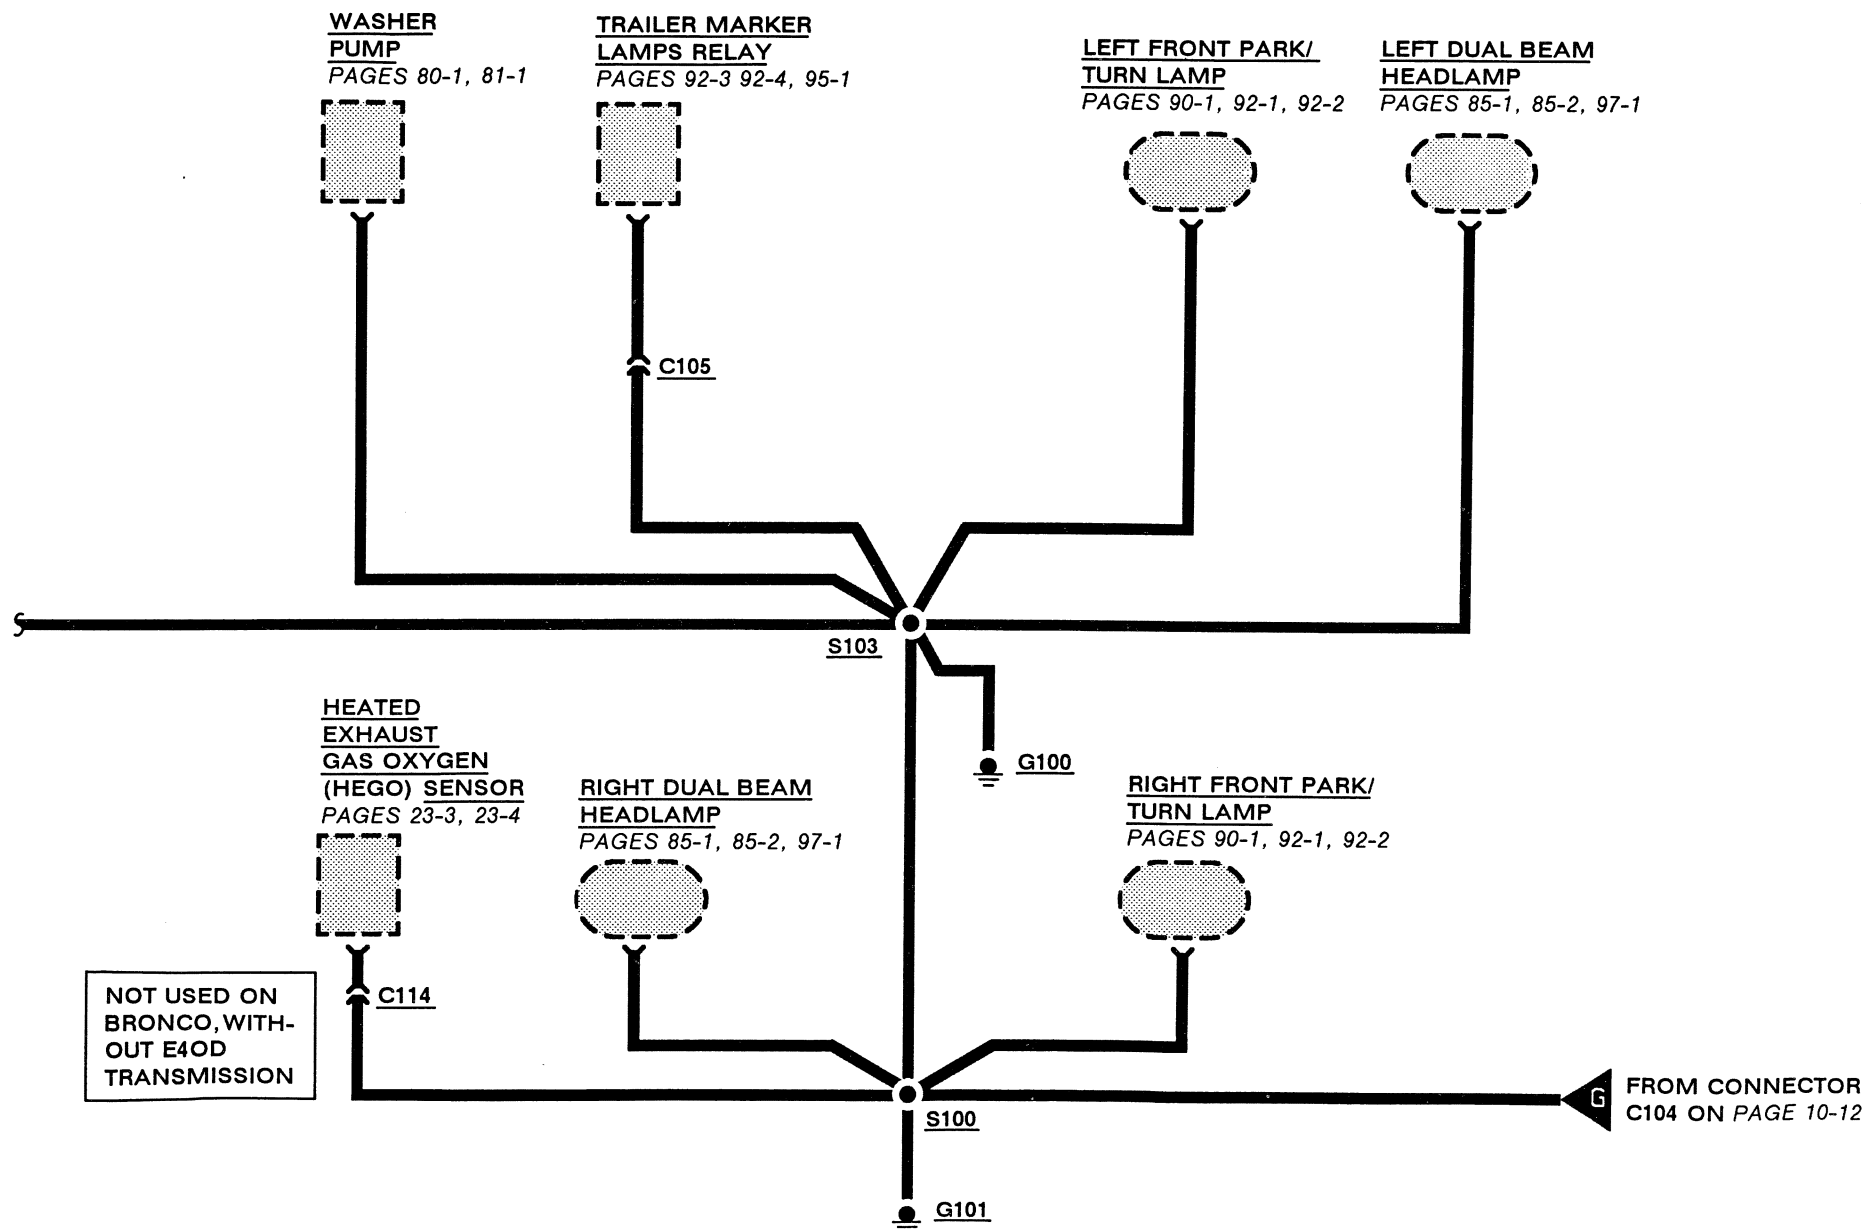 WASHER
PUMP
PAGES 80-1, 81-1
TRAILER MARKER
LAMPS RELAY
PAGES 92-3 92-4, 95-1
LEFT FRONT PARK/
TURN LAMP
PAGES 90-1, 92-1, 92-2
LEFT DUAL BEAM
HEADLAMP
PAGES 85-1, 85-2, 97-1
C105
S103
G100
HEATED
EXHAUST
GAS OXYGEN
(HEGO) SENSOR
PAGES 23-3, 23-4
RIGHT DUAL BEAM
HEADLAMP
PAGES 85-1, 85-2, 97-1
RIGHT FRONT PARK/
TURN LAMP
PAGES 90-1, 92-1, 92-2
NOT USED ON
BRONCO, WITH-
OUT E4OD
TRANSMISSION
C114
S100
G
FROM CONNECTOR
C104 ON PAGE 10-12
G101